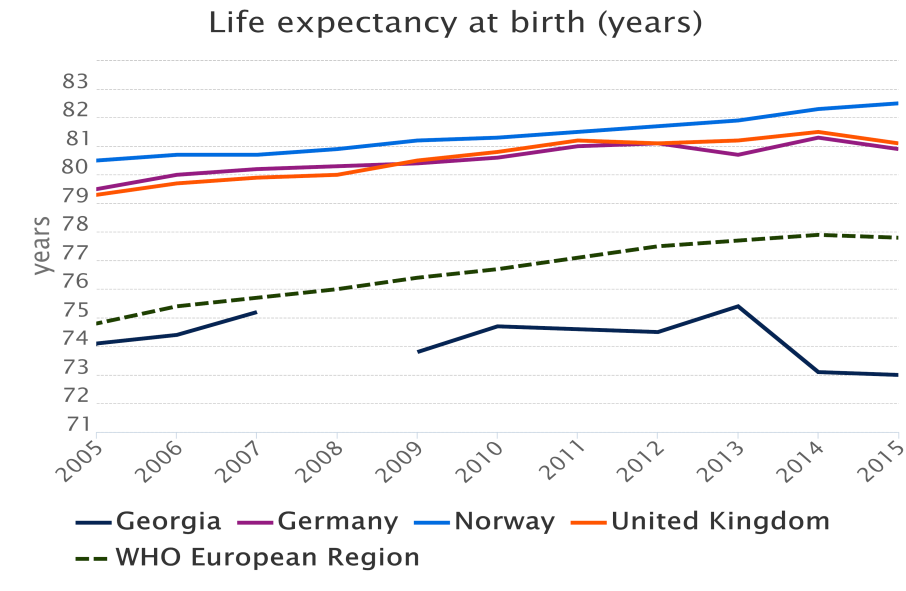 Life expectancy at birth (years)
83
82
81
80
79
78
77
76
75
74
73
72
71
years
2005 2006 2007 2008 2009 2010 2011 2012 2013 2014 2015
Georgia Germany Norway United Kingdom
WHO European Region